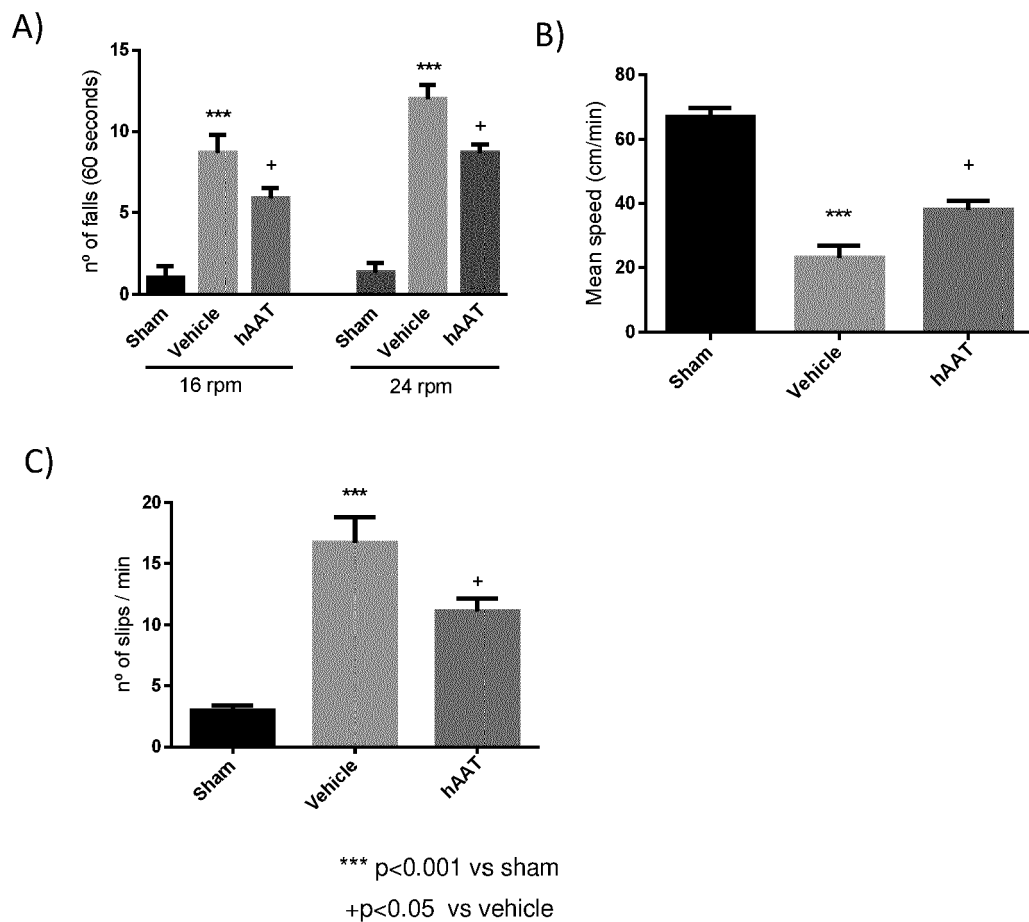 A)
nº of falls (60 seconds)
15
10
5
0
***
+
***
+
Sham
Vehicle
hAAT
Sham
Vehicle
hAAT
16 rpm
24 rpm
B)
Mean speed (cm/min)
80
60
40
20
0
***
+
Sham
Vehicle
hAAT
C)
nº of slips / min
20
15
10
5
0
***
+
Sham
Vehicle
hAAT
*** p<0.001 vs sham
+p<0.05 vs vehicle